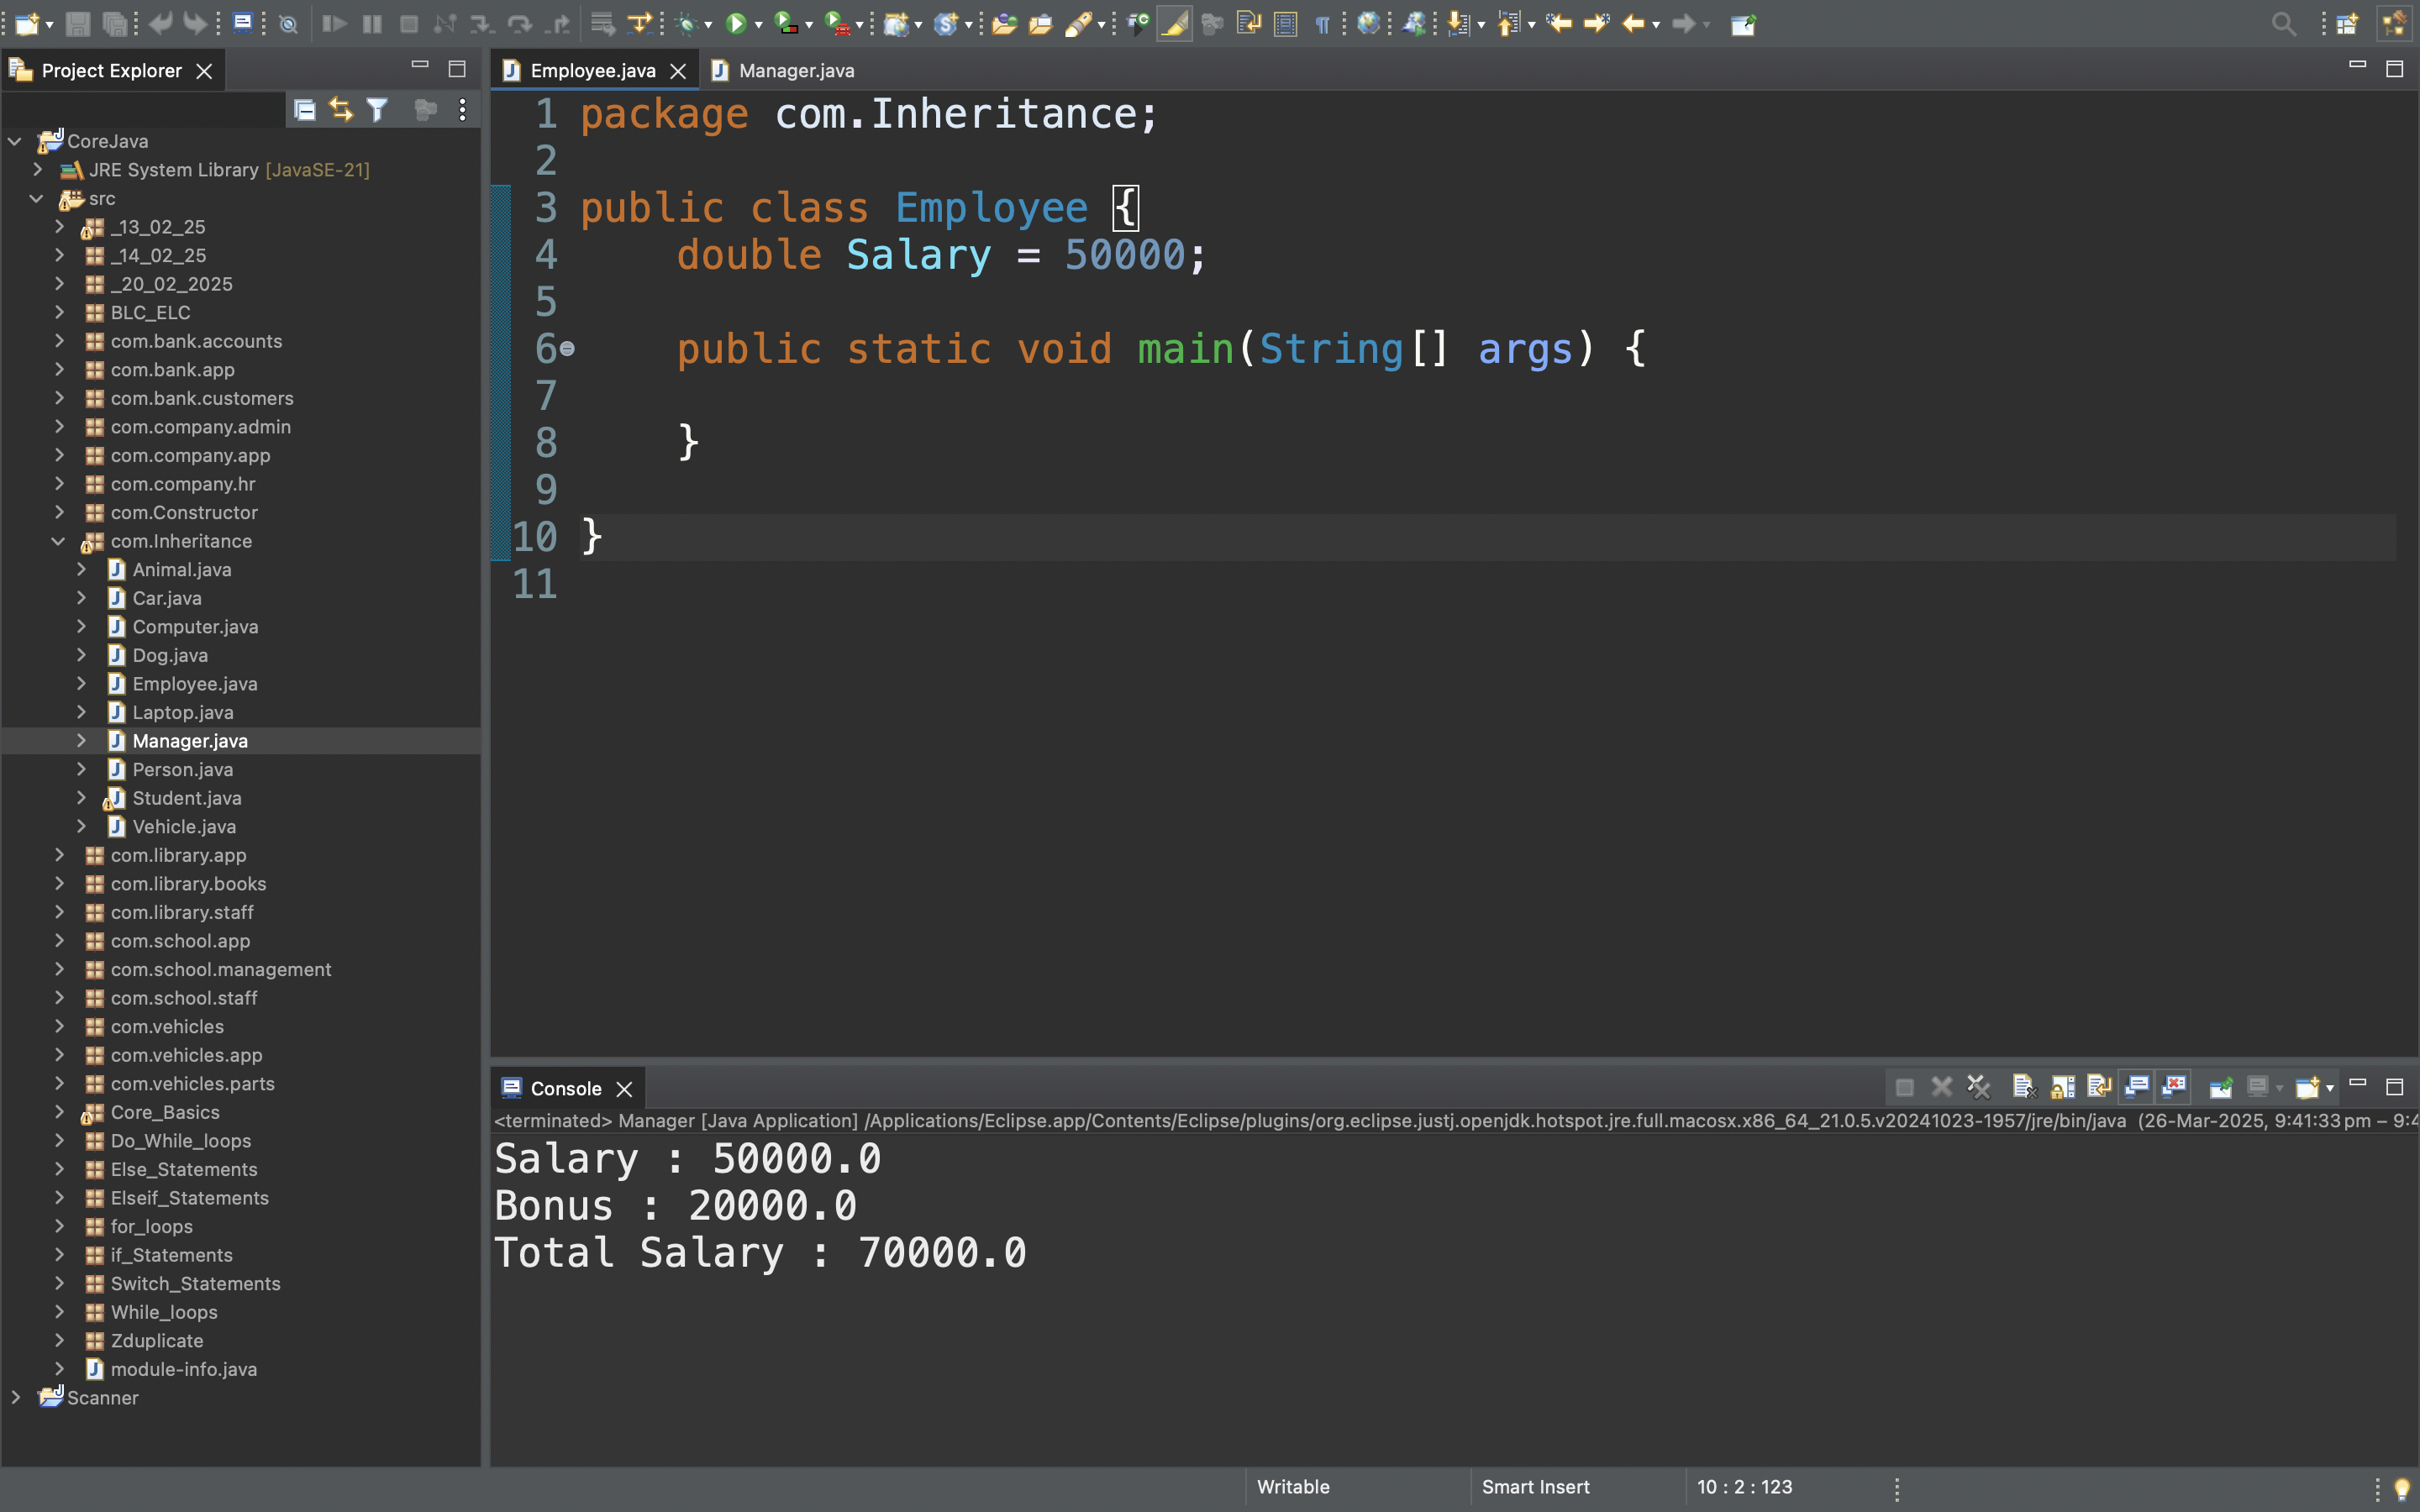 Project Explorer
CoreJava
JRE System Library [JavaSE-21]
src
_13_02_25
_14_02_25
_20_02_2025
BLC_ELC
com.bank.accounts
com.bank.app
com.bank.customers
com.company.admin
com.company.app
com.company.hr
com.Constructor
com.Inheritance
Animal.java
Car.java
Computer.java
Dog.java
Employee.java
Laptop.java
Manager.java
Person.java
Student.java
Vehicle.java
com.library.app
com.library.books
com.library.staff
com.school.app
com.school.management
com.school.staff
com.vehicles
com.vehicles.app
com.vehicles.parts
Core_Basics
Do_While_loops
Else_Statements
Elseif_Statements
for_loops
if_Statements
Switch_Statements
While_loops
Zduplicate
module-info.java
Scanner
Employee.java Manager.java
1 package com.Inheritance;
2
3 public class Employee {
4 double Salary = 50000;
5
6 public static void main(String[] args) {
7
8 }
9
10 }
11
Console
<terminated> Manager [Java Application] /Applications/Eclipse.app/Contents/Eclipse/plugins/org.eclipse.justj.openjdk.hotspot.jre.full.macosx.x86_64_21.0.5.v20241023-1957/jre/bin/java (26-Mar-2025, 9:41:33 pm – 9:4
Salary : 50000.0
Bonus : 20000.0
Total Salary : 70000.0
Writable Smart Insert 10 : 2 : 123